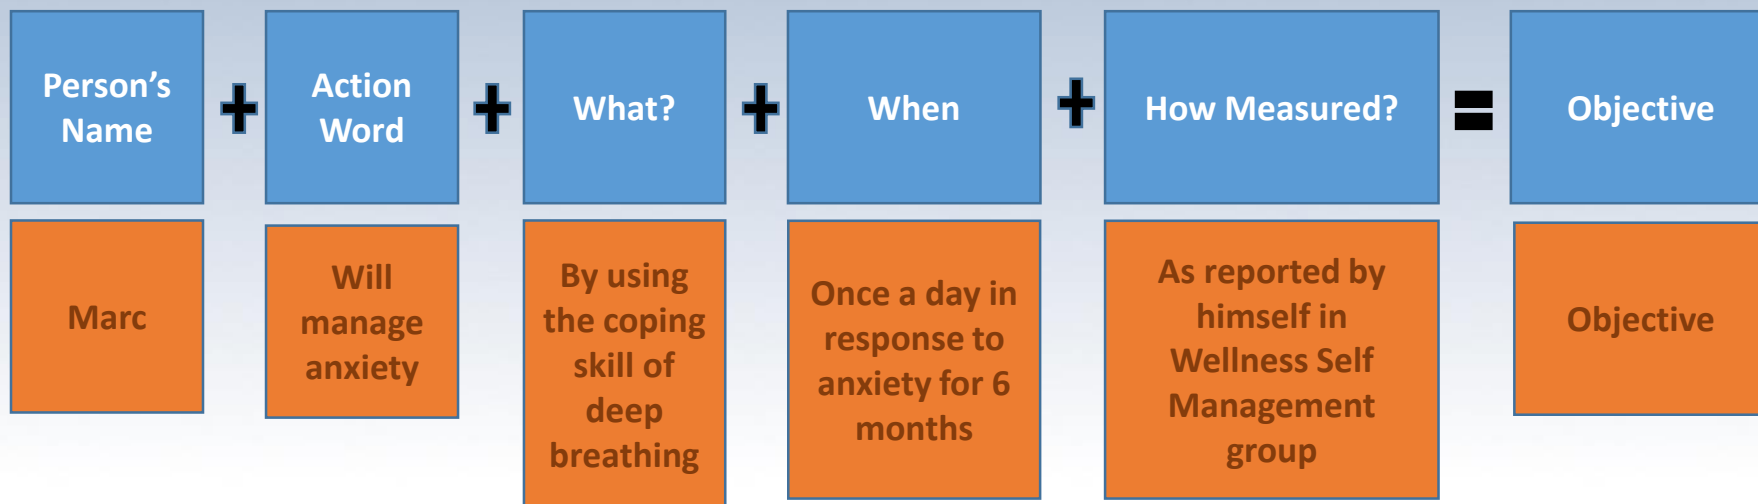 Person's
Name
+
Action
Word
+
What?
+
When
+
How Measured?
=
Objective
Marc
Will
manage
anxiety
By using
the coping
skill of
deep
breathing
Once a day in
response to
anxiety for 6
months
As reported by
himself in
Wellness Self
Management
group
Objective